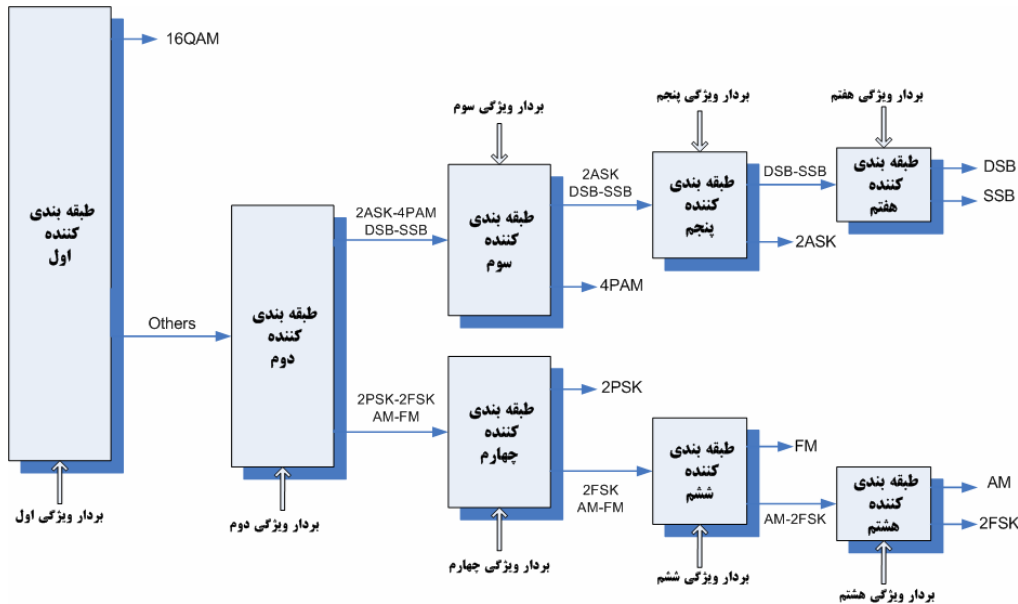 16QAM
طبقه بندی
کننده
اول
Others
بردار ویژگی اول
طبقه بندی
کننده
دوم
بردار ویژگی دوم
2ASK-4PAM
DSB-SSB
2PSK-2FSK
AM-FM
بردار ویژگی سوم
طبقه بندی
کننده
سوم
2ASK
DSB-SSB
4PAM
طبقه بندی
کننده
چهارم
بردار ویژگی چهارم
2PSK
2FSK
AM-FM
بردار ویژگی پنجم
طبقه بندی
کننده
پنجم
DSB-SSB
2ASK
طبقه بندی
کننده
ششم
بردار ویژگی ششم
FM
AM-2FSK
بردار ویژگی هفتم
طبقه بندی
کننده
هفتم
DSB
SSB
طبقه بندی
کننده
هشتم
بردار ویژگی هشتم
AM
2FSK